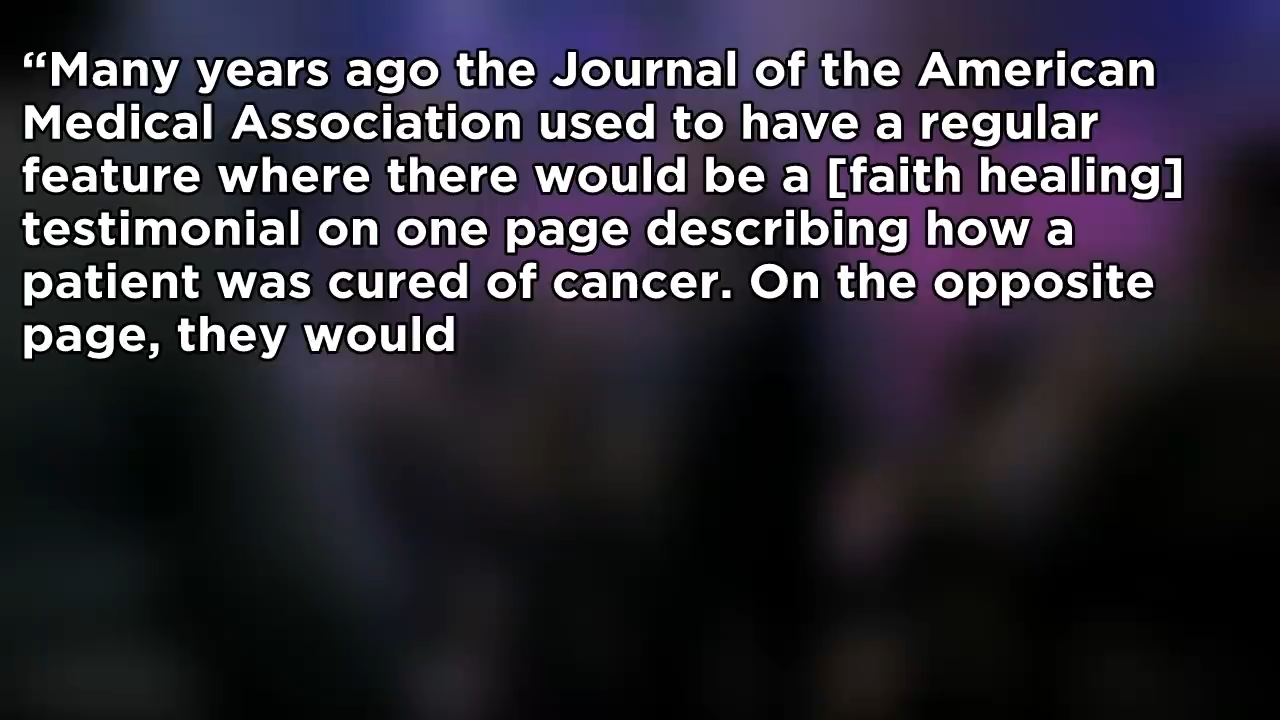 “Many years ago the Journal of the American
Medical Association used to have a regular
feature where there would be a [faith healing]
testimonial on one page describing how a
patient was cured of cancer. On the opposite
page, they would